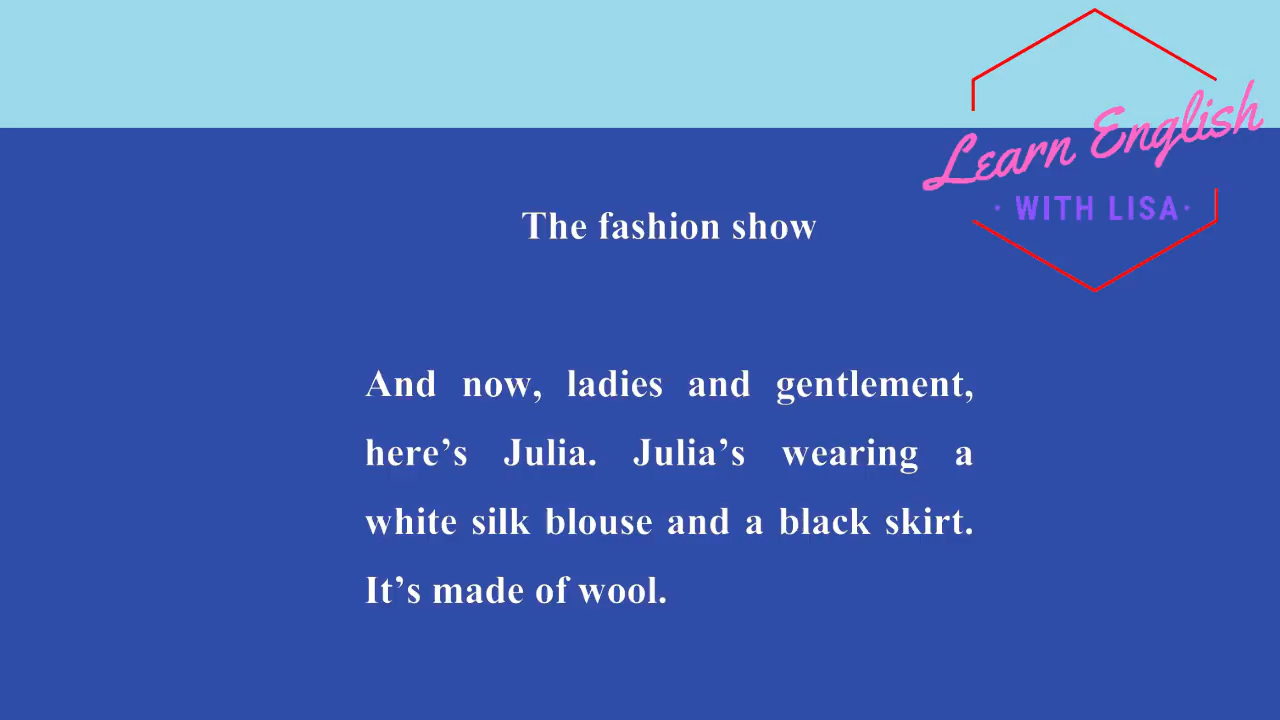 Learn English
· WITH LISA·
The fashion show
And now, ladies and gentlement,
here’s Julia. Julia’s wearing a
white silk blouse and a black skirt.
It’s made of wool.